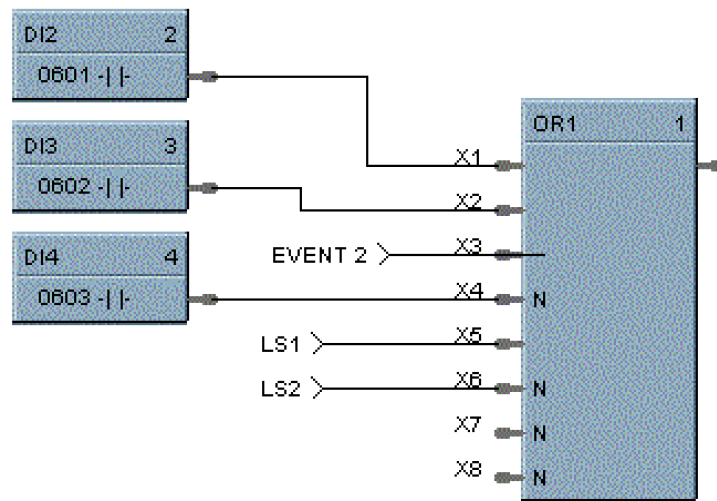 DI2 2
0601 -| |-
DI3 3
0602 -| |-
DI4 4
0603 -| |-
OR1 1
X1
X2
EVENT 2 X3
X4 N
LS1 X5
LS2 X6 N
X7 N
X8 N